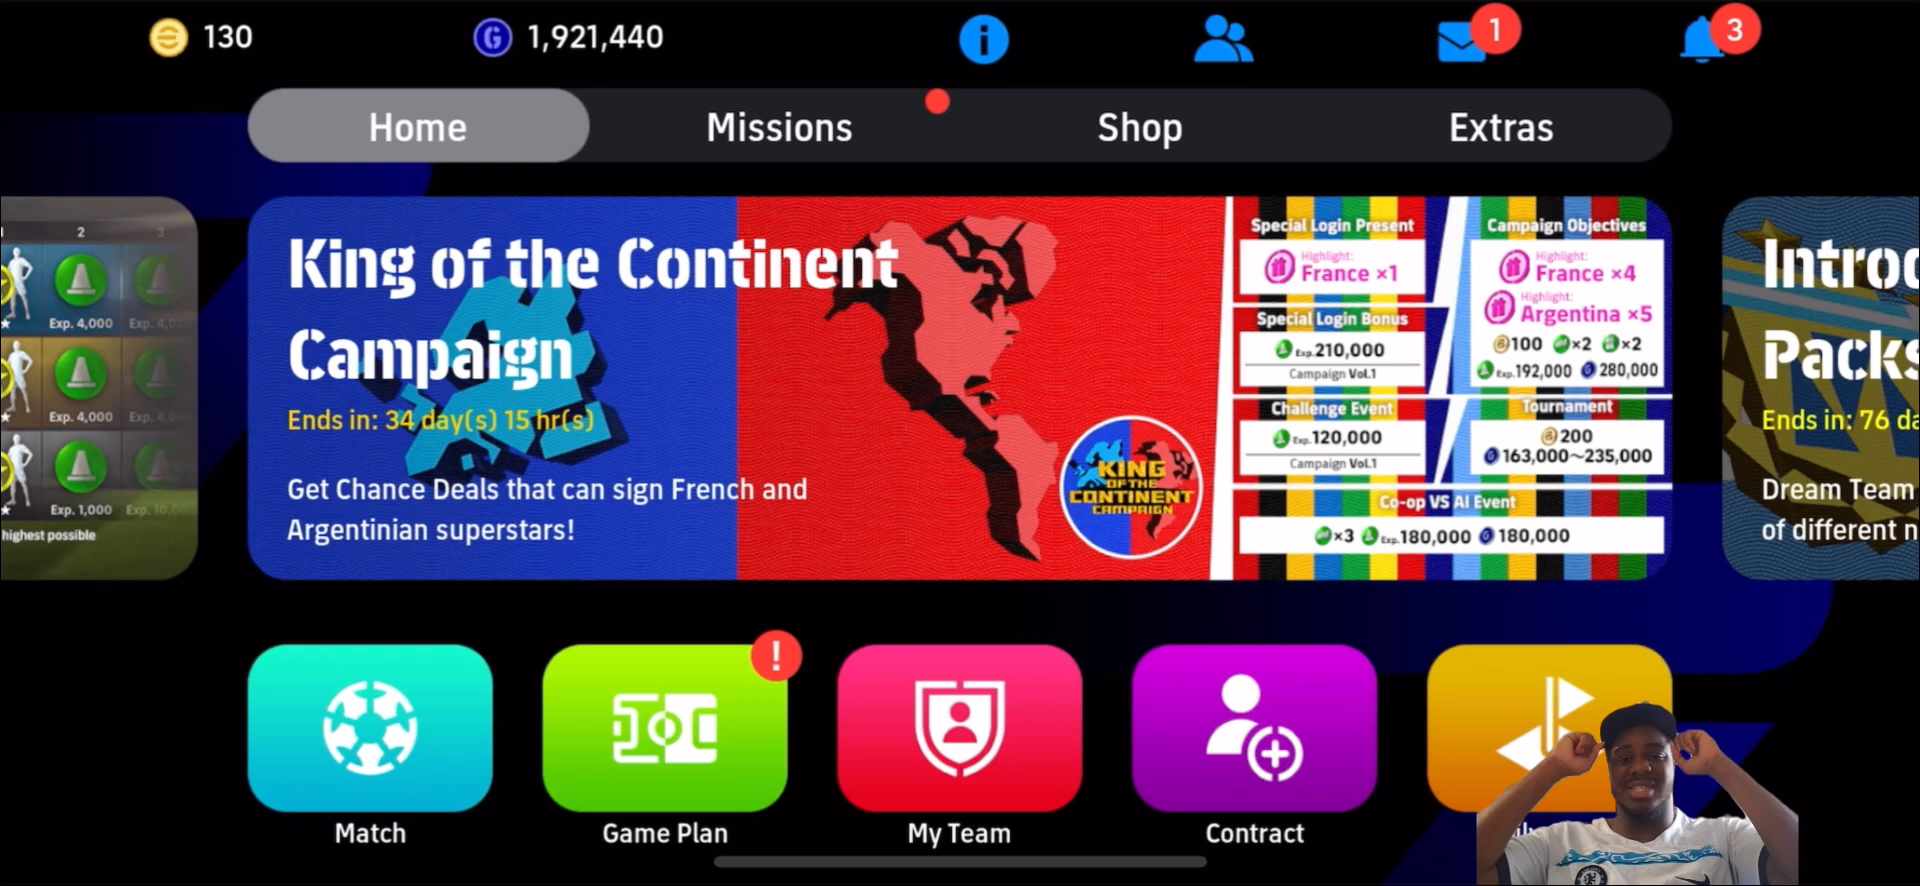 130
1,921,440
1
3
Home
Missions
Shop
Extras
2
3
Exp. 4,000
Exp. 4,000
Exp. 1,000
highest possible
King of the Continent
Campaign
Ends in: 34 day(s) 15 hr(s)
Get Chance Deals that can sign French and
Argentinian superstars!
KING
OF THE
CONTINENT
CAMPAIGN
Special Login Present
Highlight:
France ×1
Special Login Bonus
Exp.210,000
Campaign Vol.1
Challenge Event
Exp.120,000
Campaign Vol.1
Campaign Objectives
Highlight:
France ×4
Highlight:
Argentina ×5
100 ×2 ×2
Exp.192,000 280,000
Tournament
200
163,000~235,000
Co-op VS AI Event
×3 Exp.180,000 180,000
Introd
Packs
Ends in: 76 da
Dream Team
of different n
!
Match
Game Plan
My Team
Contract